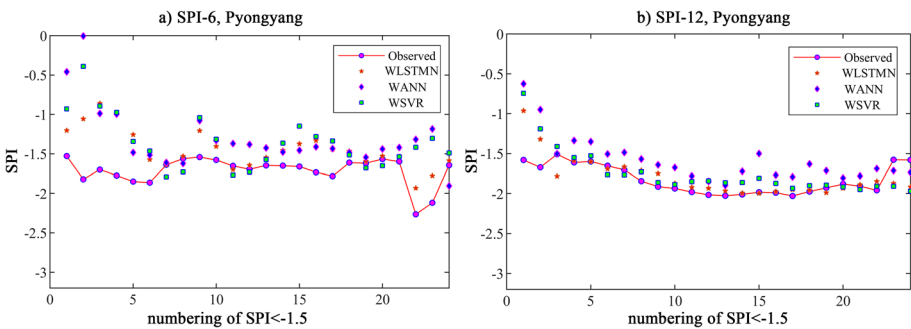 a) SPI-6, Pyongyang
0
-0.5
-1
-1.5
-2
-2.5
-3
SPI
0
5
10
15
20
numbering of SPI<-1.5
Observed
WLSTMN
WANN
WSVR
b) SPI-12, Pyongyang
0
-0.5
-1
-1.5
-2
-2.5
-3
SPI
0
5
10
15
20
numbering of SPI<-1.5
Observed
WLSTMN
WANN
WSVR